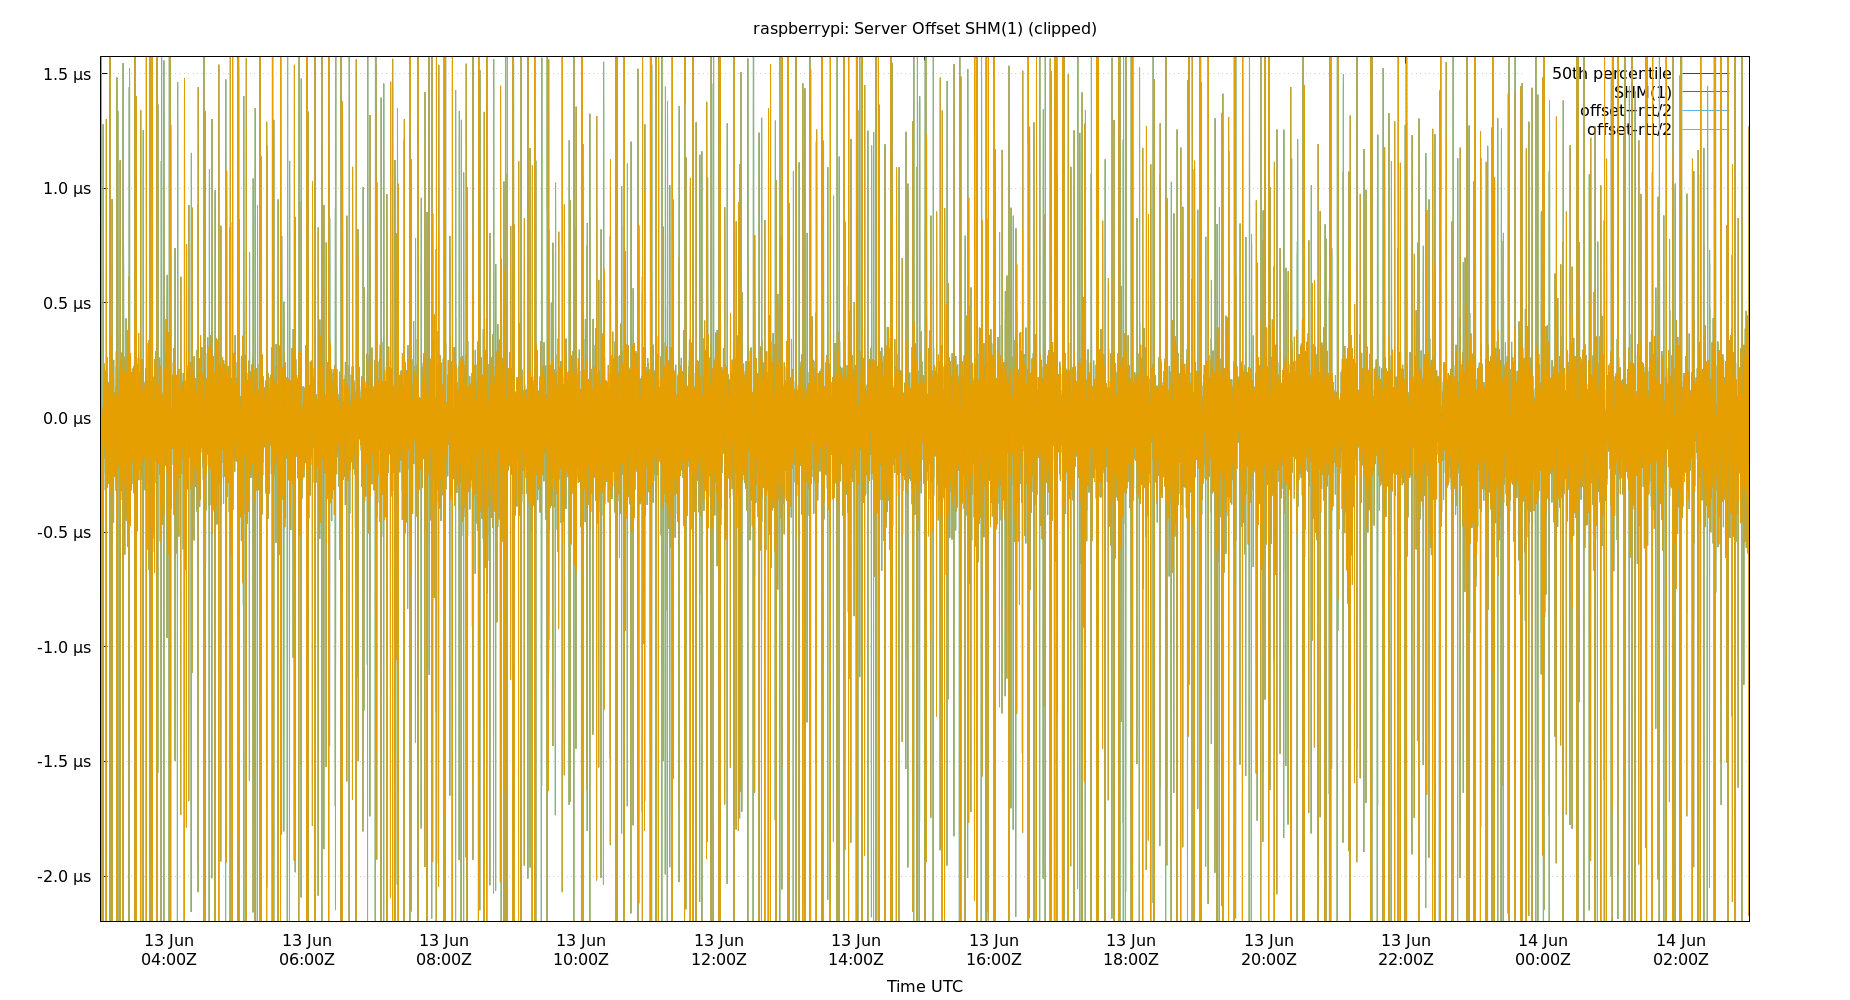 raspberrypi: Server Offset SHM(1) (clipped)
1.5 µs
1.0 µs
0.5 µs
0.0 µs
-0.5 µs
-1.0 µs
-1.5 µs
-2.0 µs
50th percentile
SHM(1)
offset+rtt/2
offset-rtt/2
13 Jun 13 Jun 13 Jun 13 Jun 13 Jun 13 Jun 13 Jun 13 Jun 13 Jun 13 Jun 14 Jun 14 Jun
04:00Z 06:00Z 08:00Z 10:00Z 12:00Z 14:00Z 16:00Z 18:00Z 20:00Z 22:00Z 00:00Z 02:00Z
Time UTC